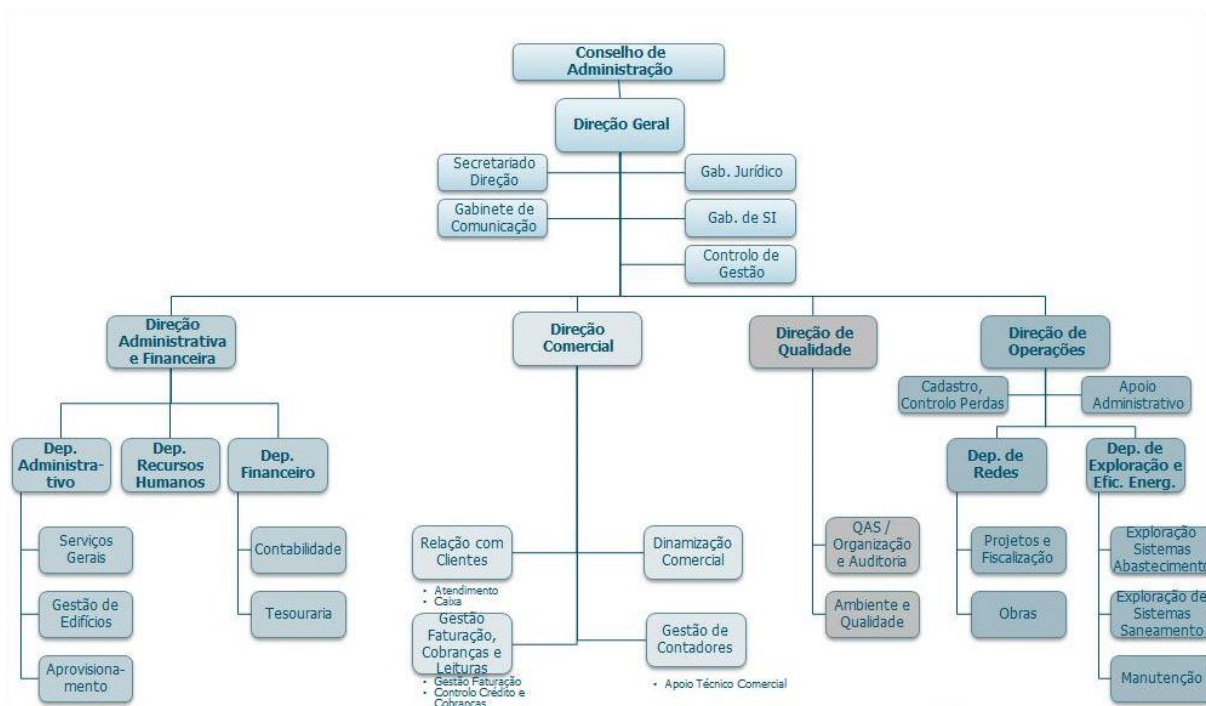 Conselho de
Administração
Direção Geral
Secretariado
Direção
Gab. Jurídico
Gabinete de
Comunicação
Gab. de SI
Controlo de
Gestão
Direção
Administrativa
e Financeira
Direção
Comercial
Direção de
Qualidade
Direção de
Operações
Cadastro,
Controlo Perdas
Apoio
Administrativo
Dep.
Administra-
tivo
Dep.
Recursos
Humanos
Dep.
Financeiro
Dep. de
Redes
Dep. de
Exploração e
Efic. Energ.
Serviços
Gerais
Contabilidade
Relação com
Clientes
• Atendimento
• Caixa
Dinamização
Comercial
QAS /
Organização
e Auditoria
Projetos e
Fiscalização
Exploração
Sistemas
Abastecimento
Gestão de
Edifícios
Tesouraria
Gestão
Faturação,
Cobranças e
Leituras
• Gestão Faturação
• Controlo Crédito e
Cobranças
Gestão de
Contadores
• Apoio Técnico Comercial
Ambiente e
Qualidade
Obras
Exploração de
Sistemas
Saneamento
Aprovisiona-
mento
Manutenção